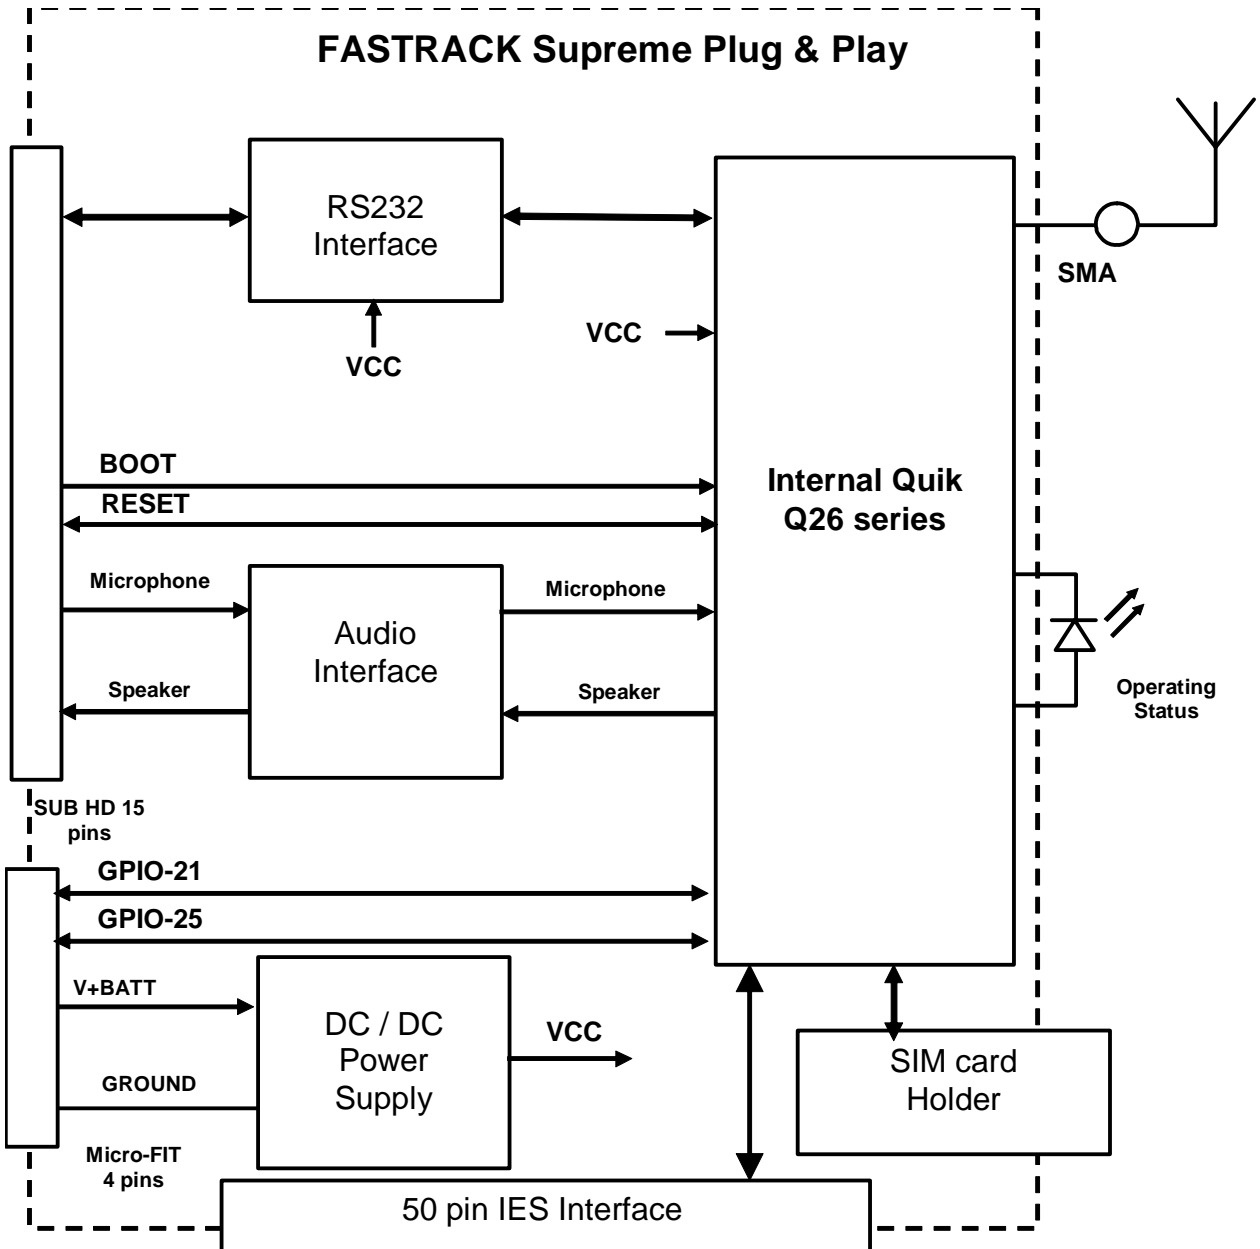 FASTRACK Supreme Plug & Play
RS232
Interface
SMA
VCC
VCC
BOOT
RESET
Internal Quik
Q26 series
Microphone
Microphone
Audio
Interface
Speaker
Speaker
Operating
Status
SUB HD 15
pins
GPIO-21
GPIO-25
V+BATT
DC / DC
Power
Supply
VCC
GROUND
SIM card
Holder
Micro-FIT
4 pins
50 pin IES Interface